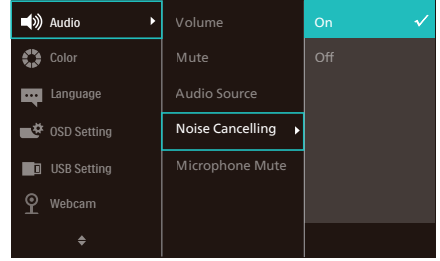 Audio
Color
Language
OSD Setting
USB Setting
Webcam
Volume
Mute
Audio Source
Noise Cancelling
Microphone Mute
On
Off